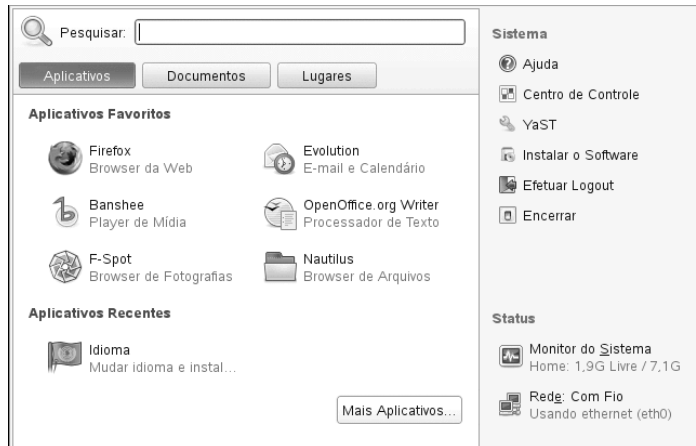 Pesquisar:
Aplicativos Documentos Lugares
Aplicativos Favoritos
Firefox
Browser da Web
Evolution
E-mail e Calendário
Banshee
Player de Mídia
OpenOffice.org Writer
Processador de Texto
F-Spot
Browser de Fotografias
Nautilus
Browser de Arquivos
Aplicativos Recentes
Idioma
Mudar idioma e instal...
Mais Aplicativos...
Sistema
Ajuda
Centro de Controle
YaST
Instalar o Software
Efetuar Logout
Encerrar
Status
Monitor do Sistema
Home: 1,9G Livre / 7,1G
Rede: Com Fio
Usando ethernet (eth0)